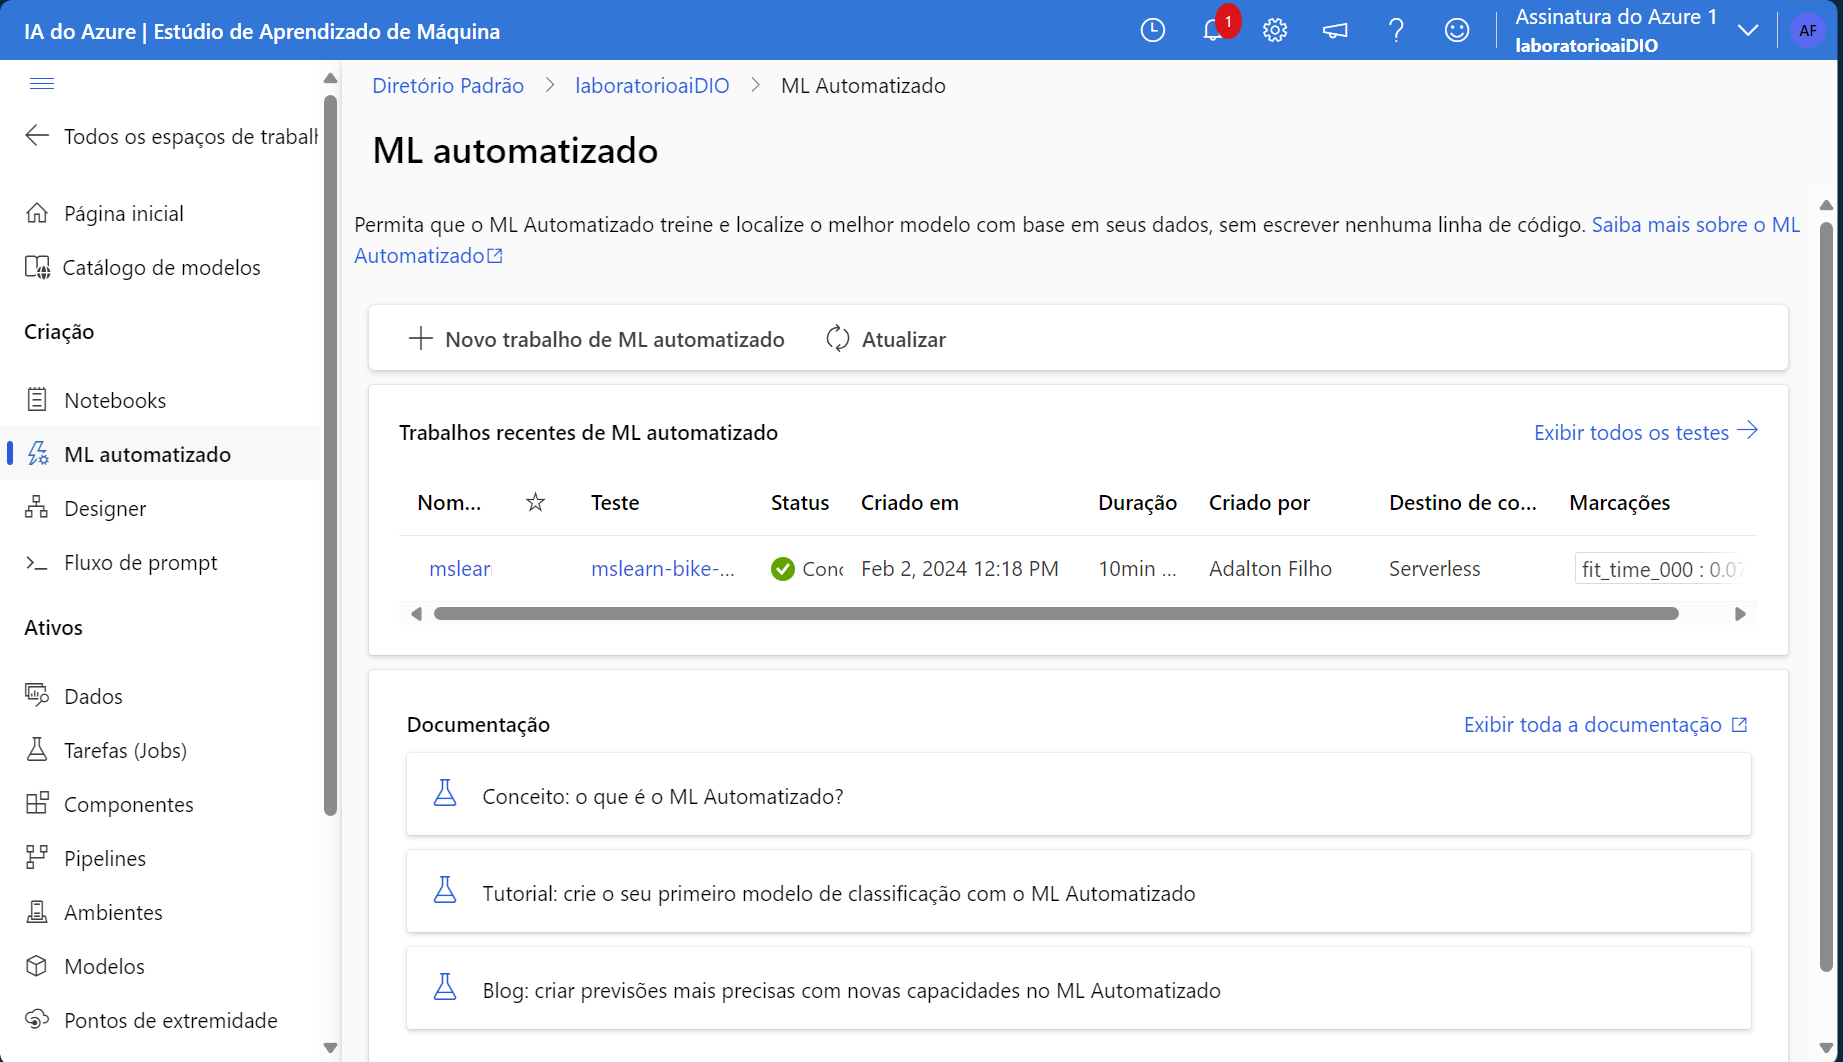 IA do Azure | Estúdio de Aprendizado de Máquina
1
Assinatura do Azure 1
laboratorioaiDIO
AF
Todos os espaços de
Página inicial
Catálogo de modelos
Criação
Notebooks
ML automatizado
Designer
Fluxo de prompt
Ativos
Dados
Tarefas (Jobs)
Componentes
Pipelines
Ambientes
Modelos
Pontos de extremidade
Diretório Padrão > laboratorioaiDIO > ML Automatizado
ML automatizado
Permita que o ML Automatizado treine e localize o melhor modelo com base em seus dados, sem escrever nenhuma linha de código. Saiba mais sobre o ML
Automatizado
Novo trabalho de ML automatizado Atualizar
Trabalhos recentes de ML automatizado Exibir todos os testes
Nom... Teste Status Criado em Duração Criado por Destino de co... Marcações
mslear mslearn-bike-... Conc Feb 2, 2024 12:18 PM 10min ... Adalton Filho Serverless fit_time_000 : 0.07
Documentação Exibir toda a documentação
Conceito: o que é o ML Automatizado?
Tutorial: crie o seu primeiro modelo de classificação com o ML Automatizado
Blog: criar previsões mais precisas com novas capacidades no ML Automatizado